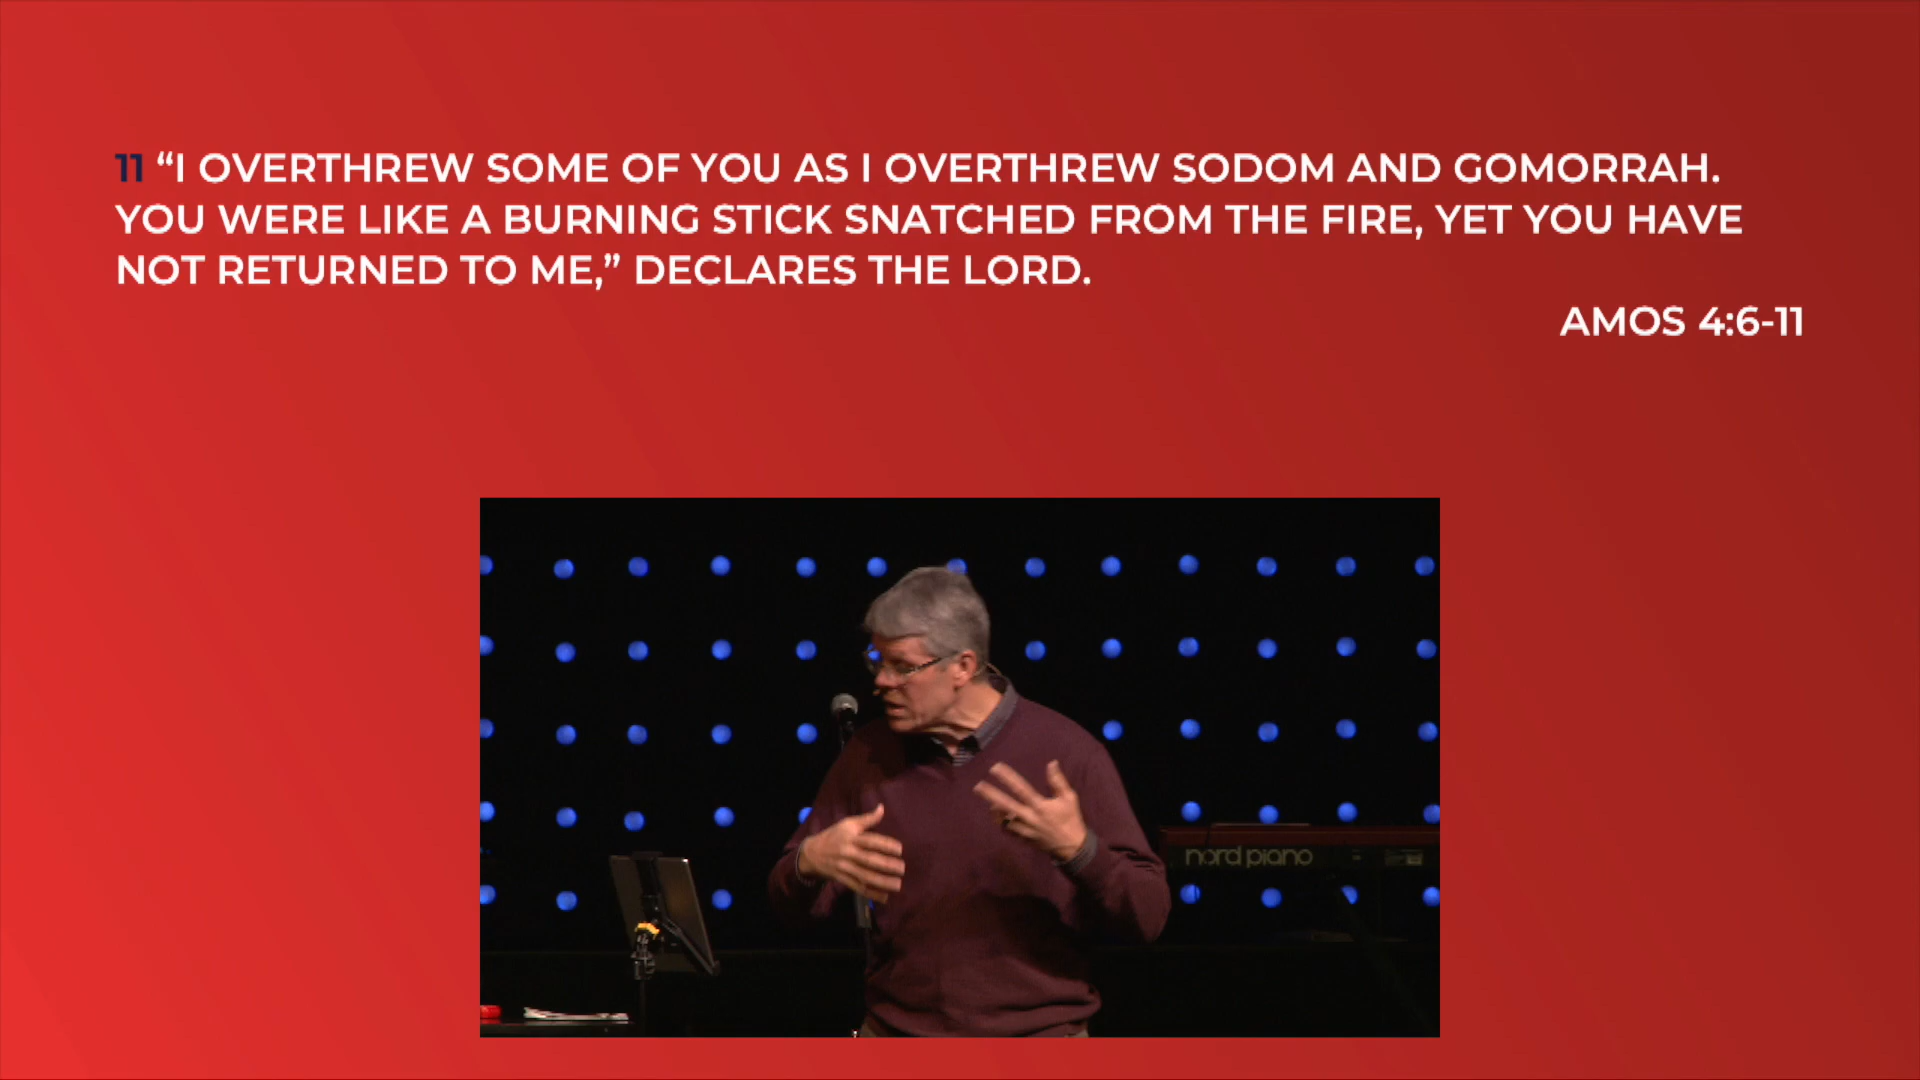 11 “I OVERTHREW SOME OF YOU AS I OVERTHREW SODOM AND GOMORRAH.
YOU WERE LIKE A BURNING STICK SNATCHED FROM THE FIRE, YET YOU HAVE
NOT RETURNED TO ME,” DECLARES THE LORD.
AMOS 4:6-11
nord piano